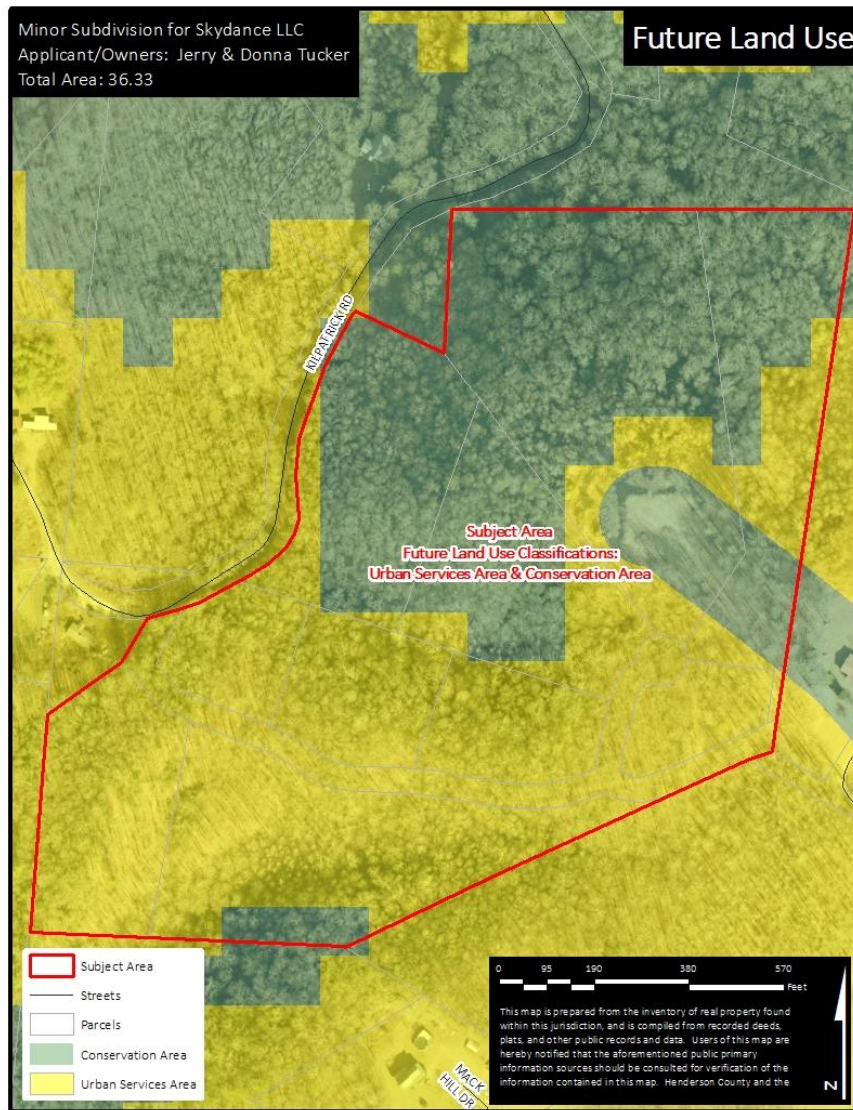 Minor Subdivision for Skydance LLC
Applicant/Owners: Jerry & Donna Tucker
Total Area: 36.33
Future Land Use
KILPATRICK RD
Subject Area
Future Land Use Classifications:
Urban Services Area & Conservation Area
Subject Area
Streets
Parcels
Conservation Area
Urban Services Area
MACK
HILL DR
0 95 190 380 570
Feet
This map is prepared from the inventory of real property found
within this jurisdiction, and is compiled from recorded deeds,
plats, and other public records and data. Users of this map are
hereby notified that the aforementioned public primary
information sources should be consulted for verification of the
information contained in this map. Henderson County and the
N